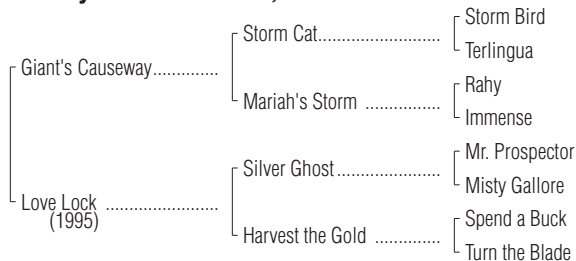 Storm Bird
Storm Cat........................
Terlingua
Giant's Causeway.............
Rahy
Mariah's Storm ...............
Immense
Mr. Prospector
Silver Ghost.....................
Misty Gallore
Love Lock ......................
(1995)
Spend a Buck
Harvest the Gold .............
Turn the Blade